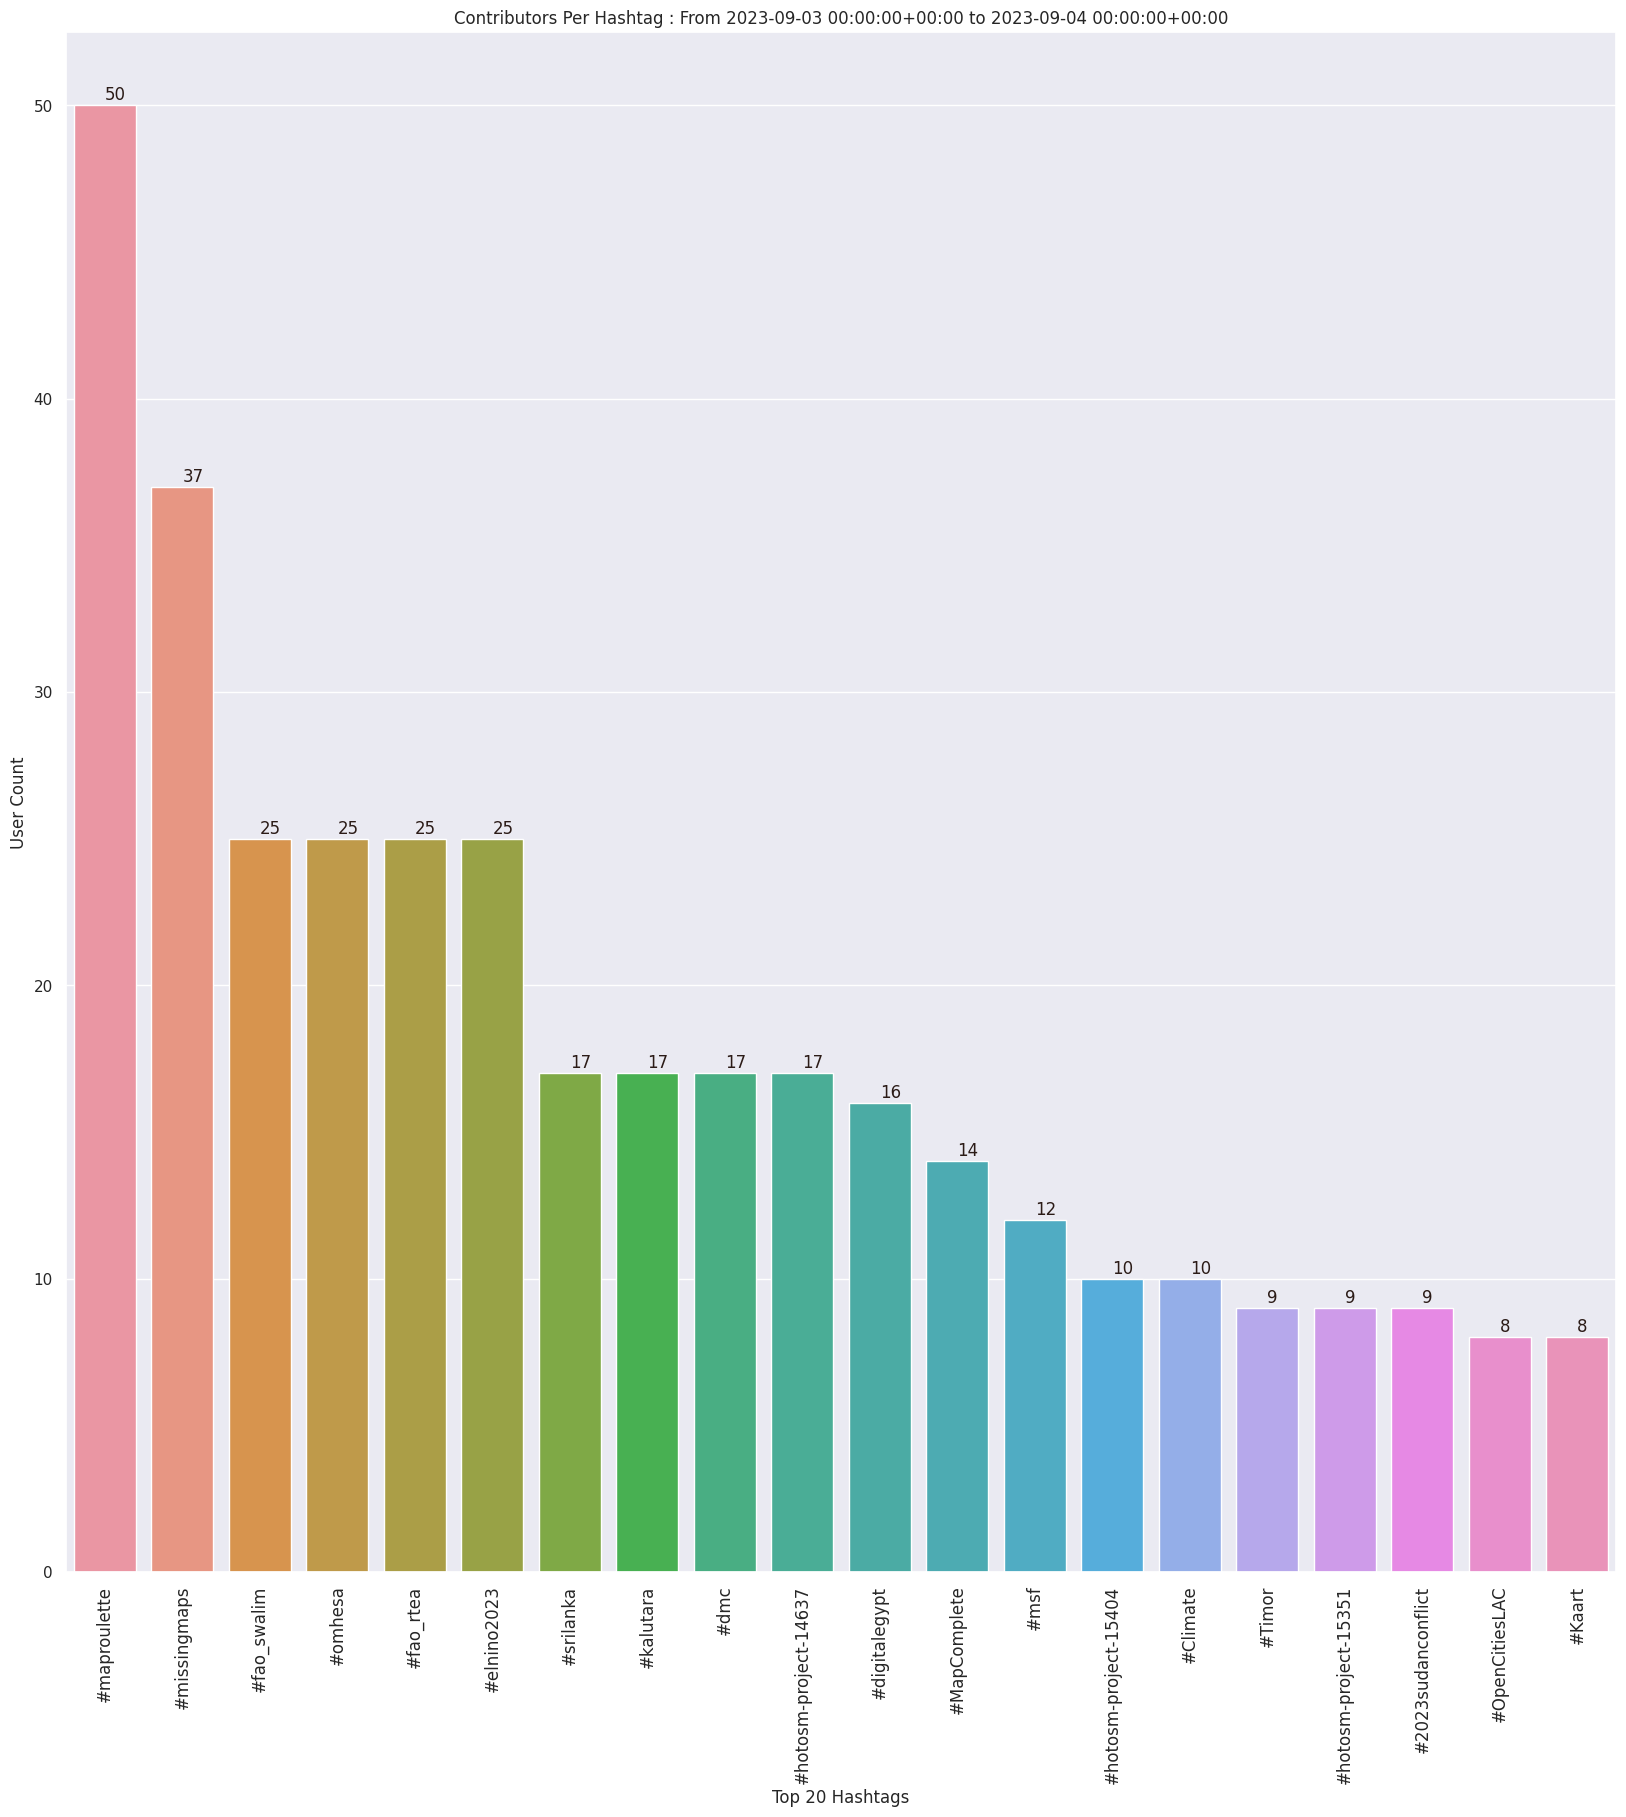 Contributors Per Hashtag : From 2023-09-03 00:00:00+00:00 to 2023-09-04 00:00:00+00:00
User Count
50
40
30
20
10
0
50
37
25
25
25
25
17
17
17
17
16
14
12
10
10
9
9
9
8
8
#maproulette
#missingmaps
#fao_swalim
#omhesa
#fao_rtea
#elnino2023
#srilanka
#kalutara
#dmc
#hotosm-project-14637
#digitalegypt
#MapComplete
#msf
#hotosm-project-15404
#Climate
#Timor
#hotosm-project-15351
#2023sudanconflict
#OpenCitiesLAC
#Kaart
Top 20 Hashtags